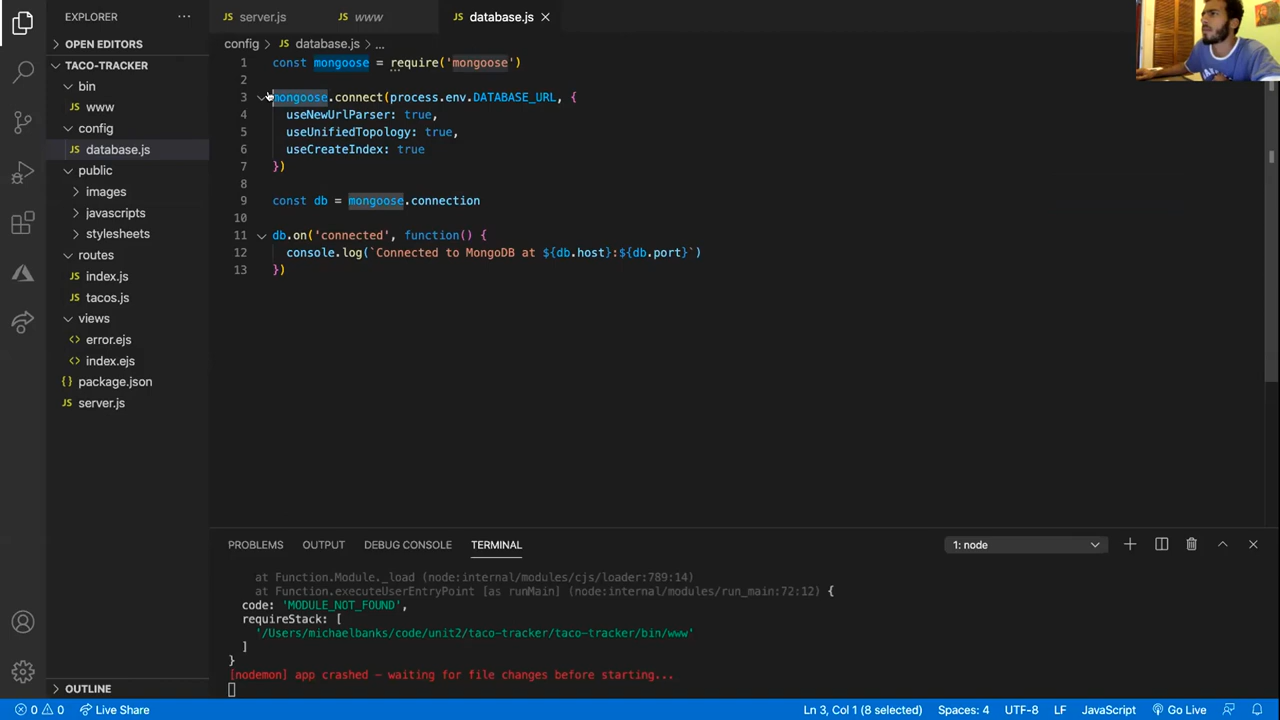 EXPLORER
OPEN EDITORS
TACO-TRACKER
bin
www
config
JS database.js
public
images
javascripts
stylesheets
routes
JS index.js
JS tacos.js
views
<> error.ejs
<> index.ejs
{} package.json
JS server.js
OUTLINE
JS server.js JS www JS database.js
config > JS database.js > ...
1 const mongoose = require('mongoose')
2
3 mongoose.connect(process.env.DATABASE_URL, {
4 useNewUrlParser: true,
5 useUnifiedTopology: true,
6 useCreateIndex: true
7 })
8
9 const db = mongoose.connection
10
11 db.on('connected', function() {
12 console.log(`Connected to MongoDB at ${db.host}:${db.port}`)
13 })
PROBLEMS OUTPUT DEBUG CONSOLE TERMINAL 1: node
at Function.Module._load (node:internal/modules/cjs/loader:789:14)
at Function.executeUserEntryPoint [as runMain] (node:internal/modules/run_main:72:12) {
code: 'MODULE_NOT_FOUND',
requireStack: [
'/Users/michaelbanks/code/unit2/taco-tracker/taco-tracker/bin/www'
]
}
[nodemon] app crashed - waiting for file changes before starting...
0 0 Live Share Ln 3, Col 1 (8 selected) Spaces: 4 UTF-8 LF JavaScript Go Live